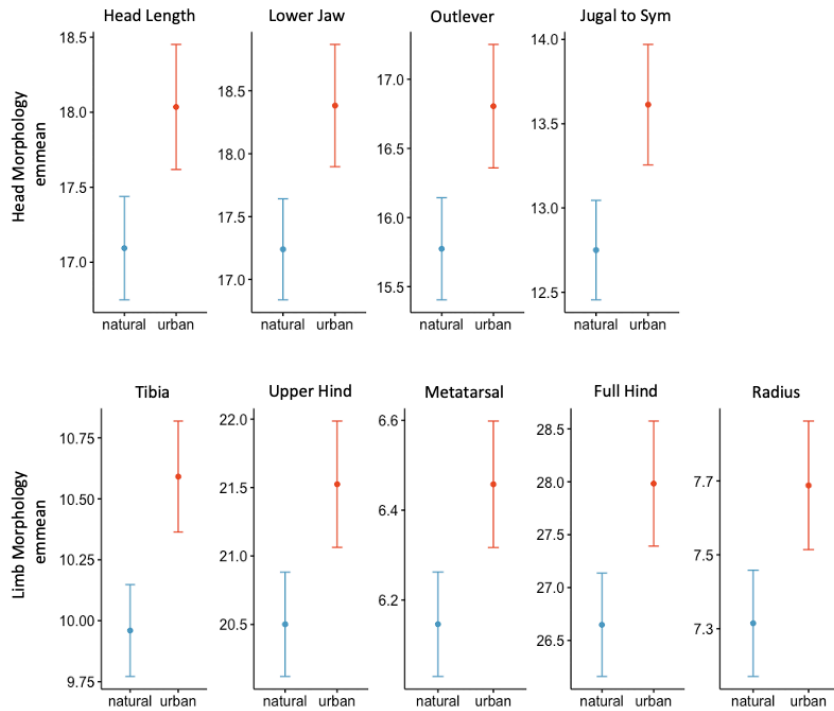 Head Length Lower Jaw Outlever Jugal to Sym
Head Morphology
emmean
18.5
18.0
17.5
17.0
natural urban
18.5
18.0
17.5
17.0
natural urban
17.0
16.5
16.0
15.5
natural urban
14.0
13.5
13.0
12.5
natural urban
Tibia Upper Hind Metatarsal Full Hind Radius
Limb Morphology
emmean
10.75
10.50
10.25
10.00
9.75
natural urban
22.0
21.5
21.0
20.5
natural urban
6.6
6.4
6.2
natural urban
28.5
28.0
27.5
27.0
26.5
natural urban
7.7
7.5
7.3
natural urban